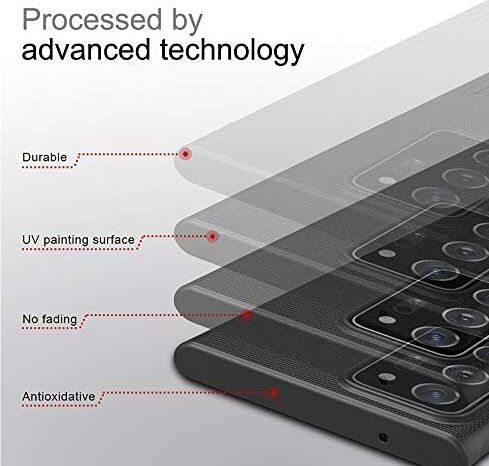 Processed by
advanced technology
Durable
UV painting surface
No fading
Antioxidative